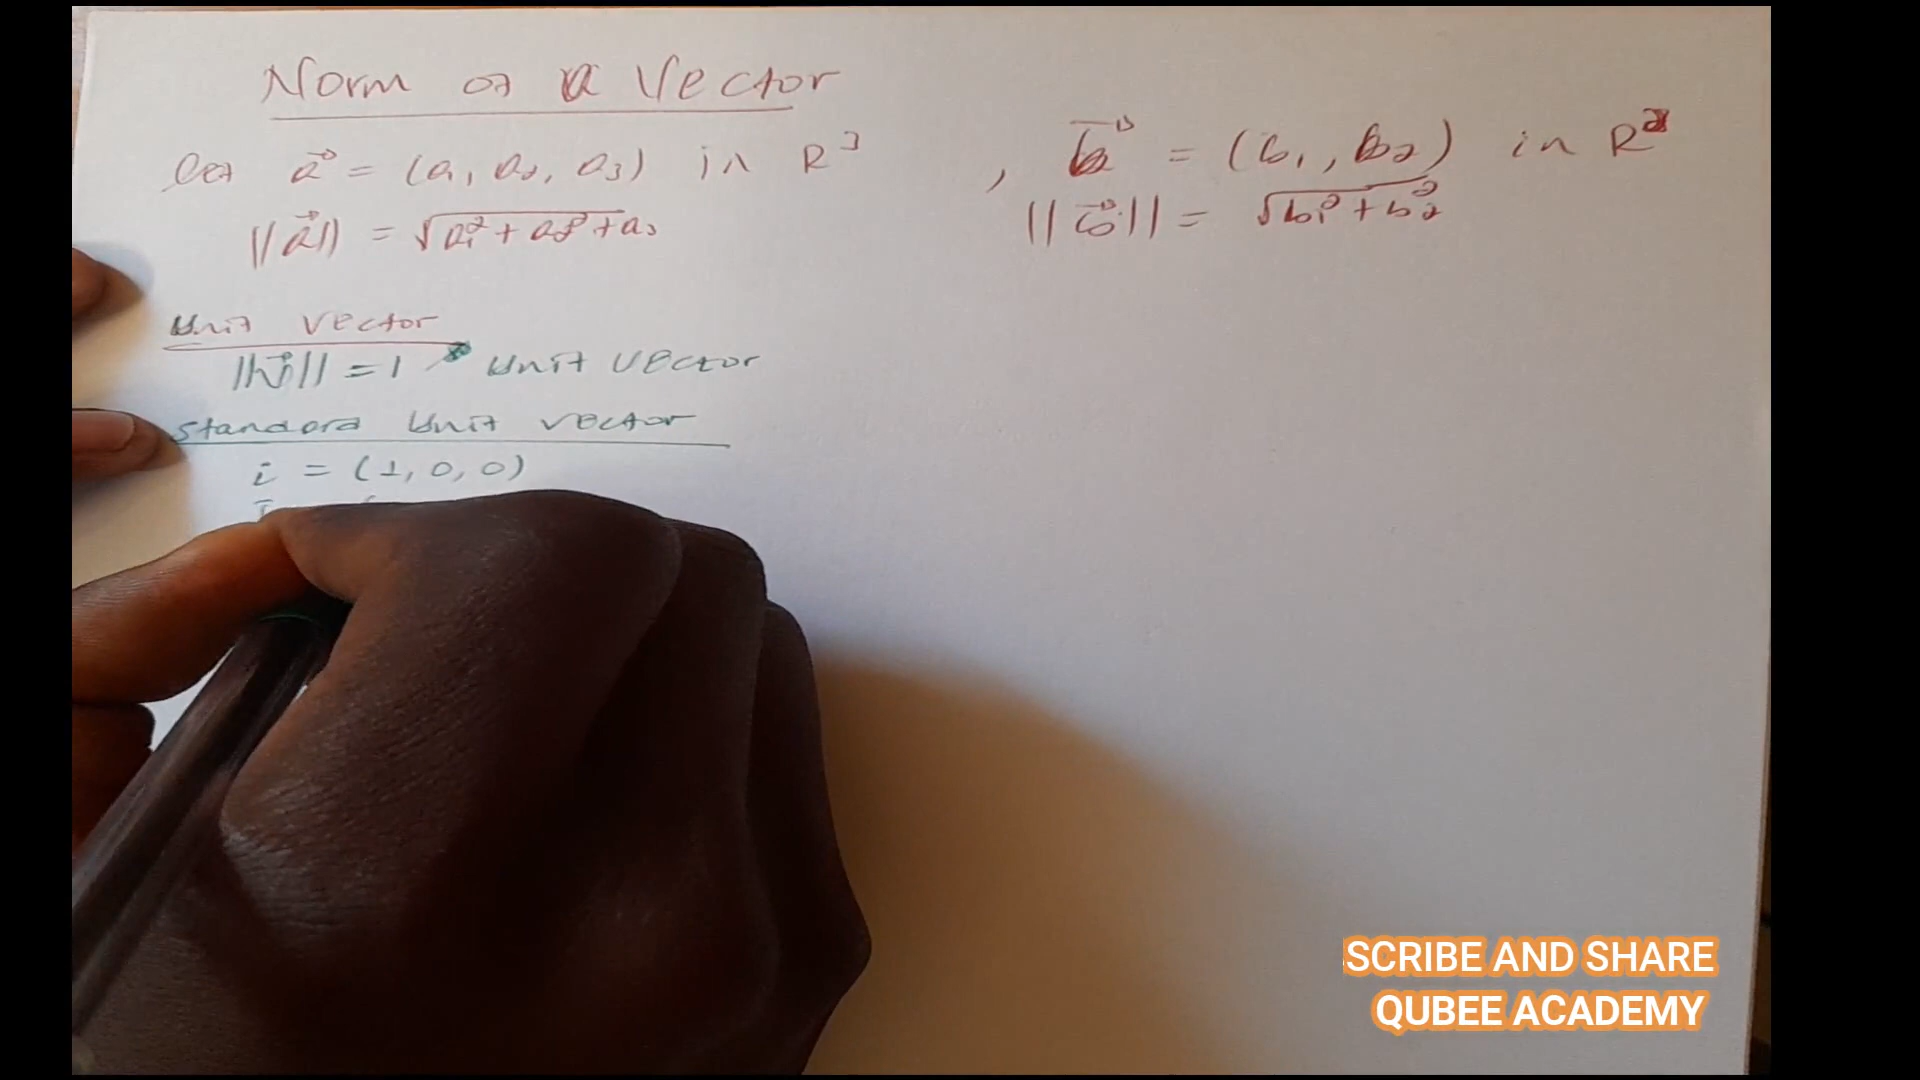 Norm of a Vector
Let a⃗ = (a₁, a₂, a₃) in R³ , b⃗ = (b₁, b₂) in R²
||a⃗|| = √a₁² + a₂² + a₃ ||b⃗|| = √b₁² + b₂²
Unit Vector
= 1 Unit Vector
Standard Unit Vector
i = (1, 0, 0)
SCRIBE AND SHARE
QUBEE ACADEMY